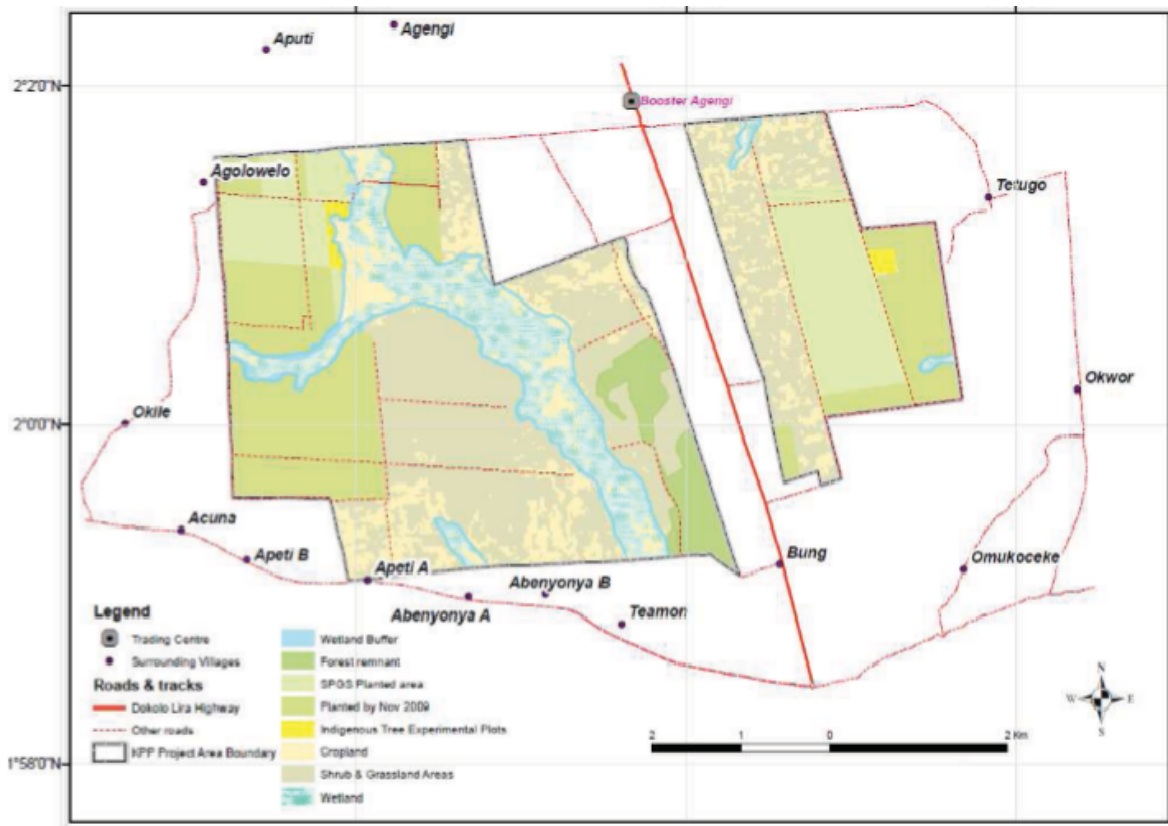 Aputi
Agengi
2°2'0"N
Booster Agengi
Agolowelo
Tetugo
Okwor
Okile
2°0'0"N
Acuna
Apeti B
Apeti A
Abenyonya B
Abenyonya A
Teamon
Bung
Omukoceke
Legend
Trading Centre
Surrounding Villages
Roads & tracks
Dokolo Lira Highway
Other roads
KPP Project Area Boundary
Wetland Buffer
Forest remnant
SPGS Planted area
Planted by Nov 2009
Indigenous Tree Experimental Plots
Cropland
Shrub & Grassland Areas
Wetland
N
W E
S
2 1 0 2 Km
1°58'0"N